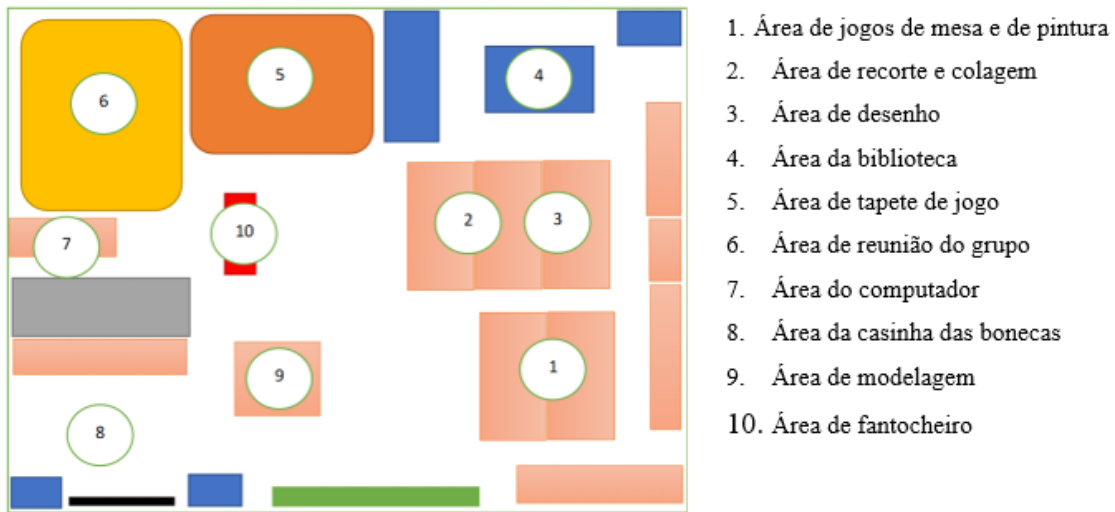 6
5
4
2
3
10
7
1
9
8
1. Área de jogos de mesa e de pintura
2. Área de recorte e colagem
3. Área de desenho
4. Área da biblioteca
5. Área de tapete de jogo
6. Área de reunião do grupo
7. Área do computador
8. Área da casinha das bonecas
9. Área de modelagem
10. Área de fantocheiro